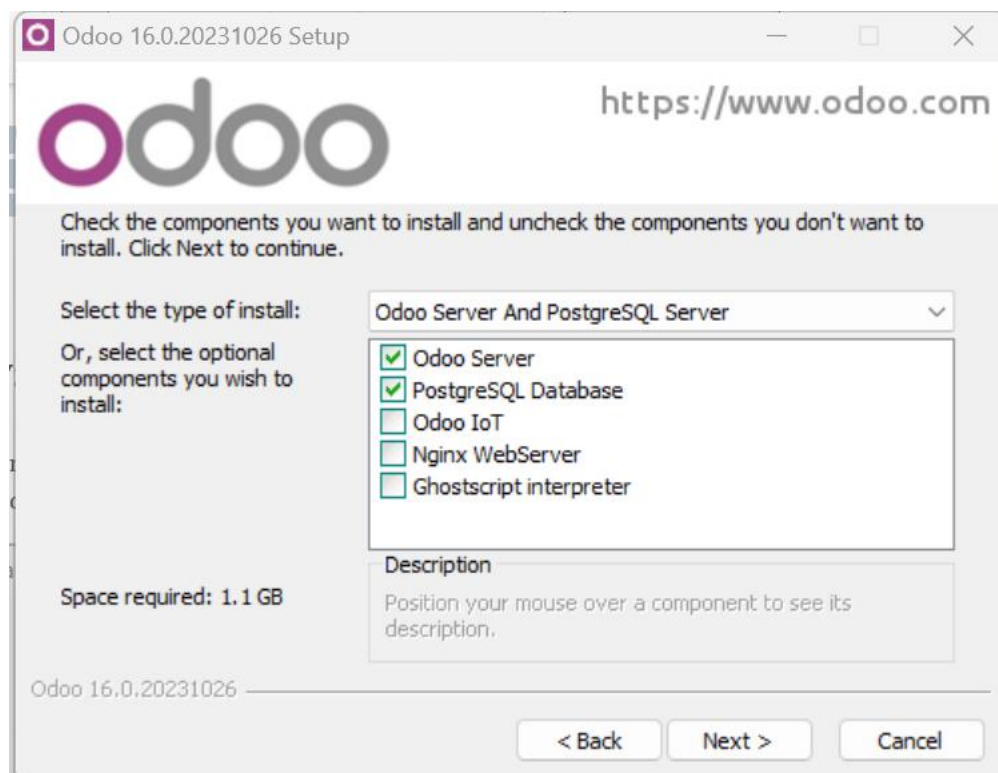 Odoo 16.0.20231026 Setup
odoo
https://www.odoo.com
Check the components you want to install and uncheck the components you don't want to
install. Click Next to continue.
Select the type of install:
Odoo Server And PostgreSQL Server
Or, select the optional
components you wish to
install:
Odoo Server
PostgreSQL Database
Odoo IoT
Nginx WebServer
Ghostscript interpreter
Space required: 1.1 GB
Description
Position your mouse over a component to see its
description.
Odoo 16.0.20231026
< Back
Next >
Cancel